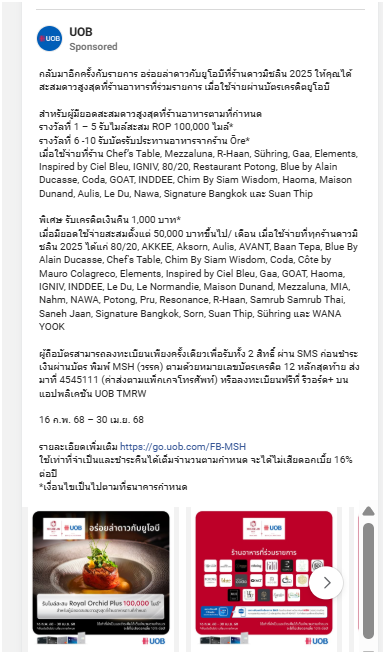 UOB
UOB
Sponsored
กลับมาอีกครั้งกับรายการ อร่อยล่าดาวกับยูโอบีที่ร้านดาวมิชลิน 2025 ให้คุณได้
สะสมดาวสูงสุดที่ร้านอาหารที่ร่วมรายการ เมื่อใช้จ่ายผ่านบัตรเครดิตยูโอบี
สำหรับผู้มียอดสะสมดาวสูงสุดที่ร้านอาหารตามที่กำหนด
รางวัลที่ 1 – 5 รับไมล์สะสม ROP 100,000 ไมล์*
รางวัลที่ 6 -10 รับบัตรรับประทานอาหารจากร้าน Ōre*
เมื่อใช้จ่ายที่ร้าน Chef's Table, Mezzaluna, R-Haan, Sühring, Gaa, Elements,
Inspired by Ciel Bleu, IGNIV, 80/20, Restaurant Potong, Blue by Alain
Ducasse, Coda, GOAT, INDDEE, Chim By Siam Wisdom, Haoma, Maison
Dunand, Aulis, Le Du, Nawa, Signature Bangkok และ Suan Thip
พิเศษ รับเครดิตเงินคืน 1,000 บาท*
เมื่อมียอดใช้จ่ายสะสมตั้งแต่ 50,000 บาทขึ้นไป/ เดือน เมื่อใช้จ่ายที่ทุกร้านดาวมิ
ชลิน 2025 ได้แก่ 80/20, AKKEE, Aksorn, Aulis, AVANT, Baan Tepa, Blue By
Alain Ducasse, Chef's Table, Chim By Siam Wisdom, Coda, Côte by
Mauro Colagreco, Elements, Inspired by Ciel Bleu, Gaa, GOAT, Haoma,
IGNIV, INDDEE, Le Du, Le Normandie, Maison Dunand, Mezzaluna, MIA,
Nahm, NAWA, Potong, Pru, Resonance, R-Haan, Samrub Samrub Thai,
Saneh Jaan, Signature Bangkok, Sorn, Suan Thip, Sühring และ WANA
YOOK
ผู้ถือบัตรสามารถลงทะเบียนเพียงครั้งเดียวเพื่อรับทั้ง 2 สิทธิ์ ผ่าน SMS ก่อนชำระ
เงินผ่านบัตร พิมพ์ MSH (วรรค) ตามด้วยหมายเลขบัตรเครดิต 12 หลักสุดท้าย ส่ง
มาที่ 4545111 (ค่าส่งตามแพ็กเกจโทรศัพท์) หรือลงทะเบียนฟรีที่ รีวอร์ด+ บน
แอปพลิเคชัน UOB TMRW
16 ก.พ. 68 – 30 เม.ย. 68
รายละเอียดเพิ่มเติม https://go.uob.com/FB-MSH
ใช้เท่าที่จำเป็นและชำระคืนได้เต็มจำนวนตามกำหนด จะได้ไม่เสียดอกเบี้ย 16%
ต่อปี
*เงื่อนไขเป็นไปตามที่ธนาคารกำหนด
UOB
อร่อยล่าดาวกับยูโอบี
รับไมล์สะสม Royal Orchid Plus 100,000 ไมล์*
UOB
UOB
ร้านอาหารที่ร่วมรายการ
UOB